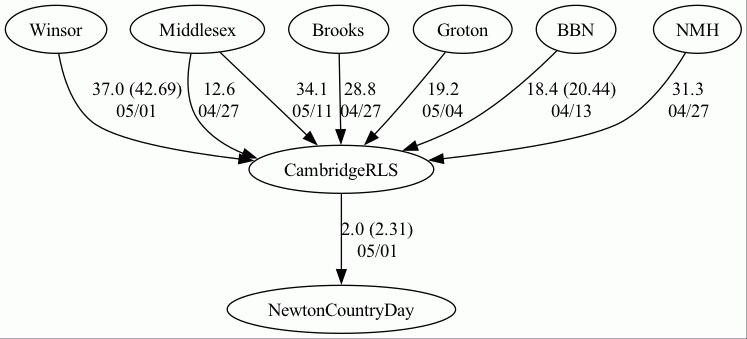 Winsor
Middlesex
Brooks
Groton
BBN
NMH
37.0 (42.69)
05/01
12.6
04/27
34.1
05/11
28.8
04/27
19.2
05/04
18.4 (20.44)
04/13
31.3
04/27
CambridgeRLS
2.0 (2.31)
05/01
NewtonCountryDay